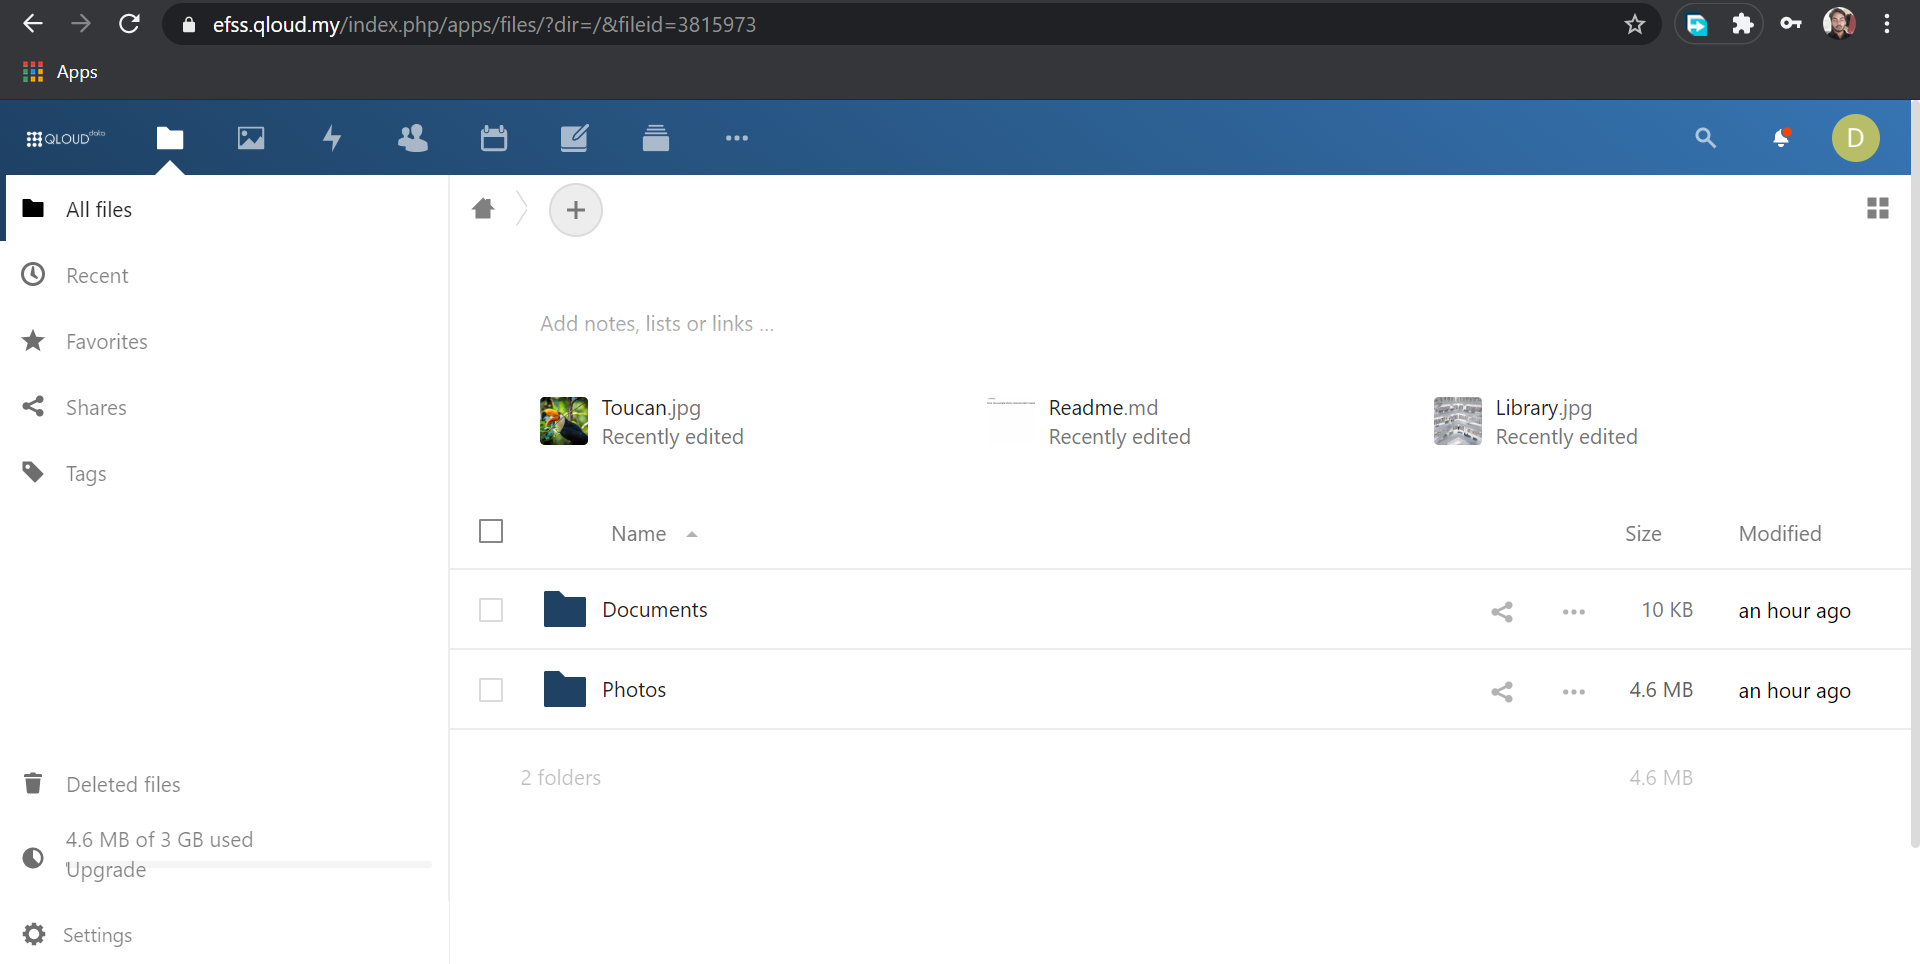 efss.qloud.my/index.php/apps/files/?dir=/&fileid=3815973
Apps
QLOUD data
D
All files
Recent
Favorites
Shares
Tags
Add notes, lists or links ...
Toucan.jpg
Recently edited
Readme.md
Recently edited
Library.jpg
Recently edited
Name
Size
Modified
Documents
10 KB
an hour ago
Photos
4.6 MB
an hour ago
2 folders
4.6 MB
Deleted files
4.6 MB of 3 GB used
Upgrade
Settings